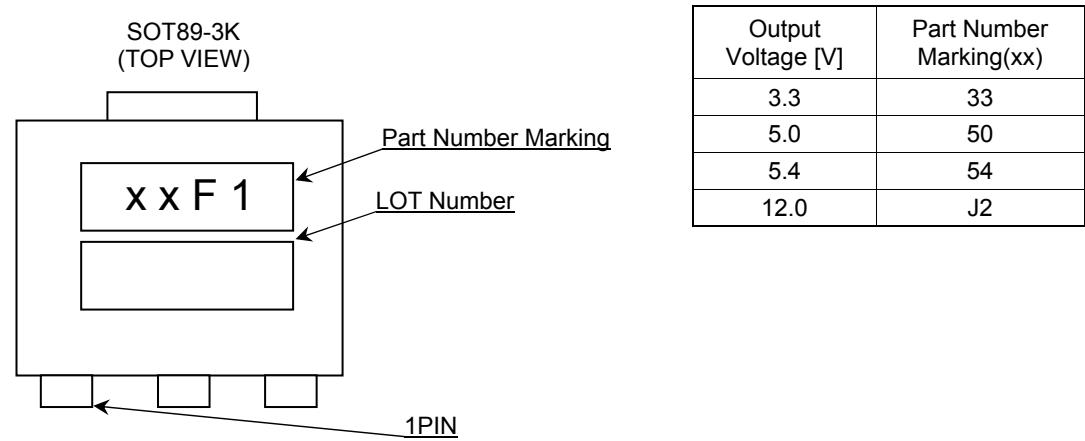 SOT89-3K
(TOP VIEW)
Part Number Marking
x x F 1
LOT Number
1PIN
Output Voltage [V] Part Number Marking(xx)
3.3 33
5.0 50
5.4 54
12.0 J2